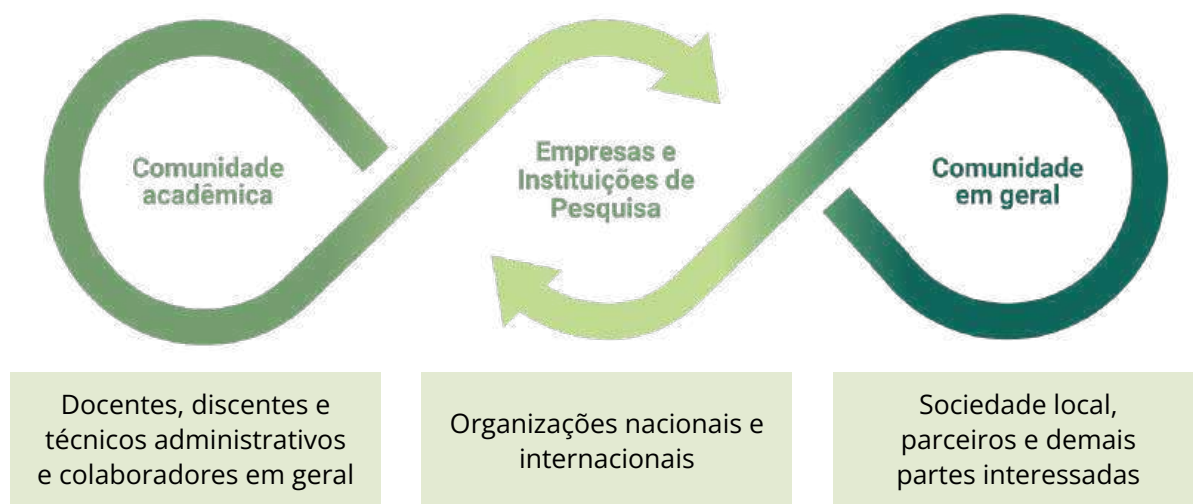 Comunidade
acadêmica
Empresas e
Instituições de
Pesquisa
Comunidade
em geral
Docentes, discentes e
técnicos administrativos
e colaboradores em geral
Organizações nacionais e
internacionais
Sociedade local,
parceiros e demais
partes interessadas